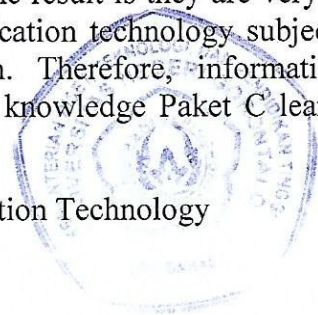 e result is they are very
cation technology subjec
n. Therefore, informati
knowledge Paket C lear
tion Technology